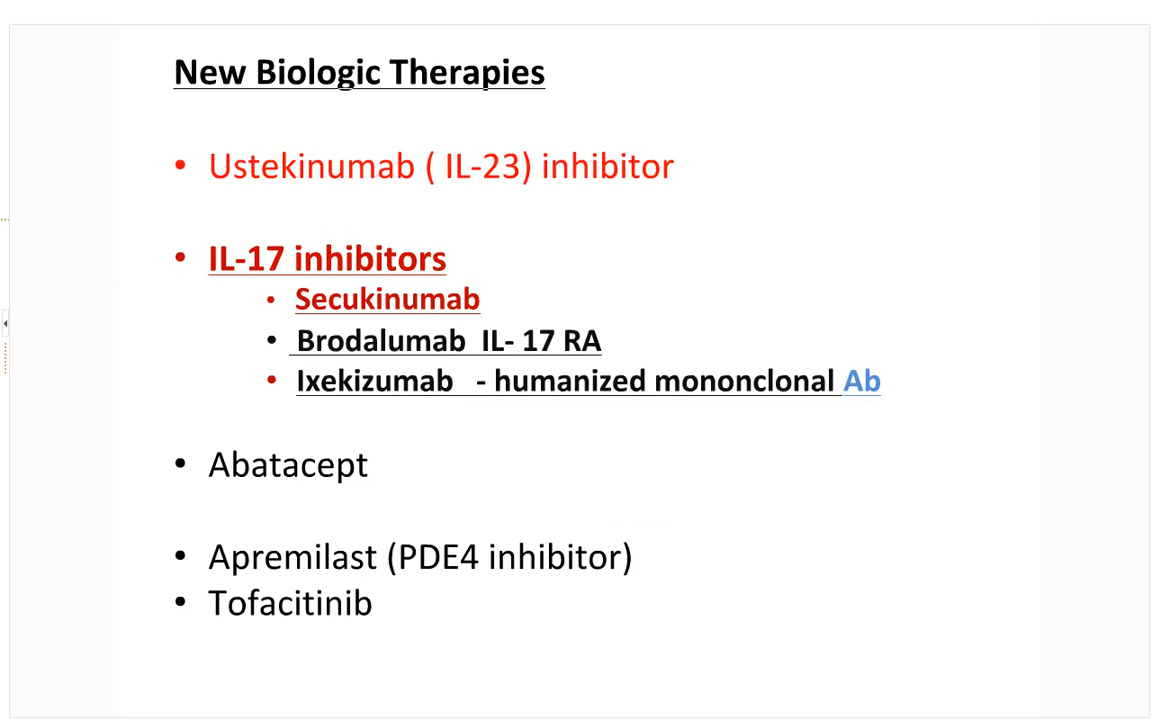 New Biologic Therapies
• Ustekinumab ( IL-23) inhibitor
• IL-17 inhibitors
• Secukinumab
• Brodalumab IL- 17 RA
• Ixekizumab - humanized mononclonal Ab
• Abatacept
• Apremilast (PDE4 inhibitor)
• Tofacitinib